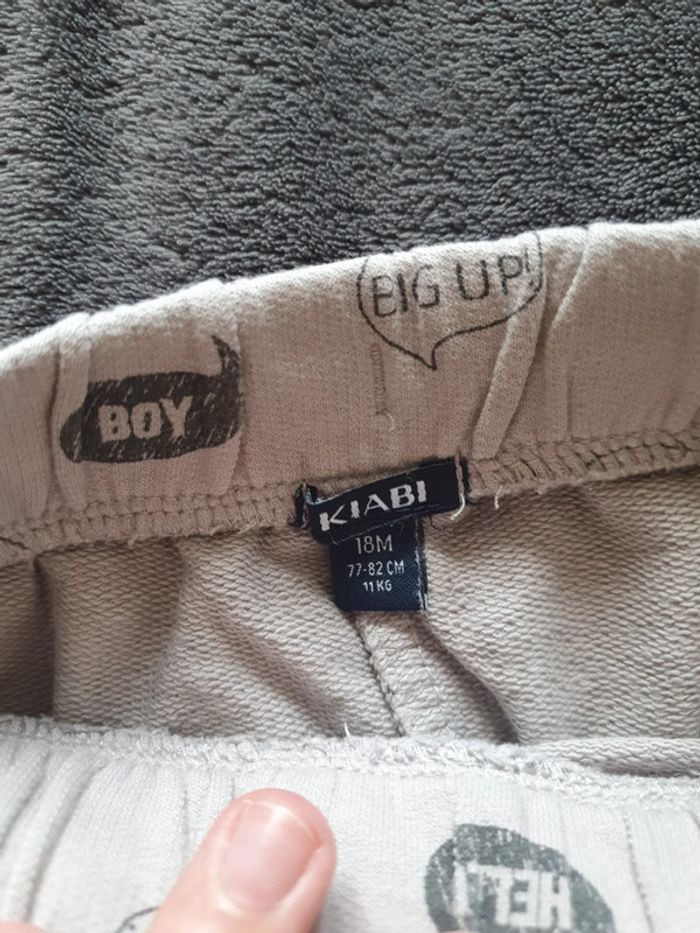 BIG UP!
BOY
KIABI
18M
77-82 CM
11 KG